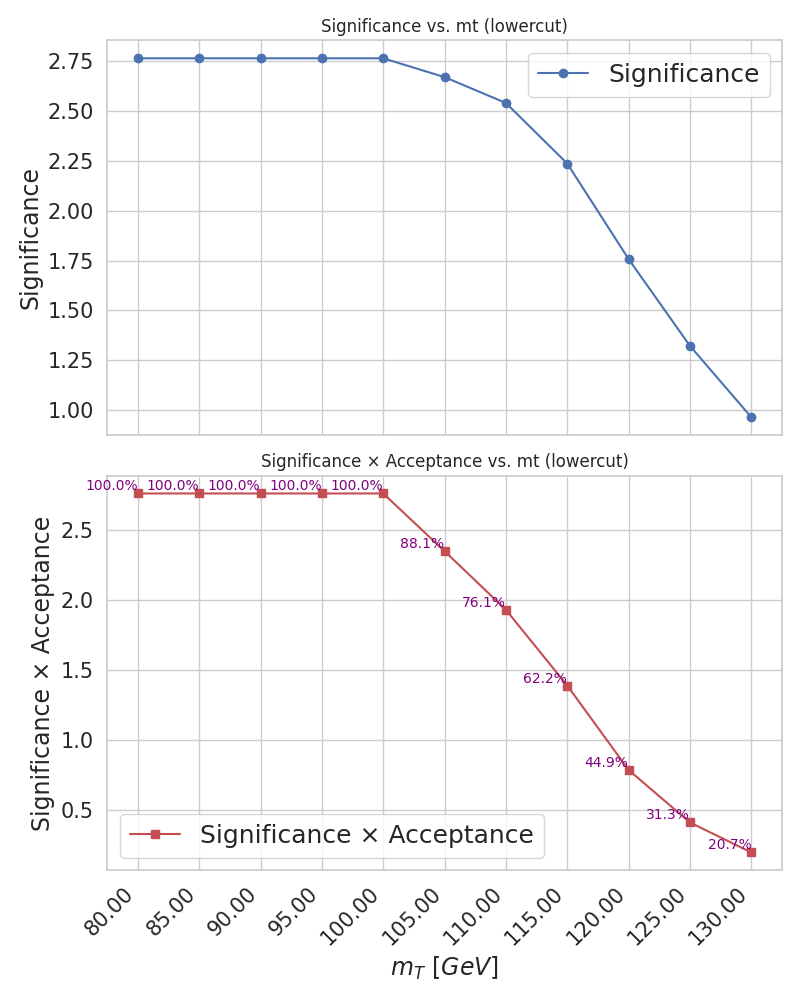 Significance vs. mt (lowercut)
Significance
2.75
2.50
2.25
2.00
1.75
1.50
1.25
1.00
Significance
Significance × Acceptance vs. mt (lowercut)
100.0% 100.0% 100.0% 100.0% 100.0%
88.1%
76.1%
62.2%
44.9%
31.3%
20.7%
2.5
2.0
1.5
1.0
0.5
Significance × Acceptance
Significance × Acceptance
80.00 85.00 90.00 95.00 100.00 105.00 110.00 115.00 120.00 125.00 130.00
m_T [GeV]